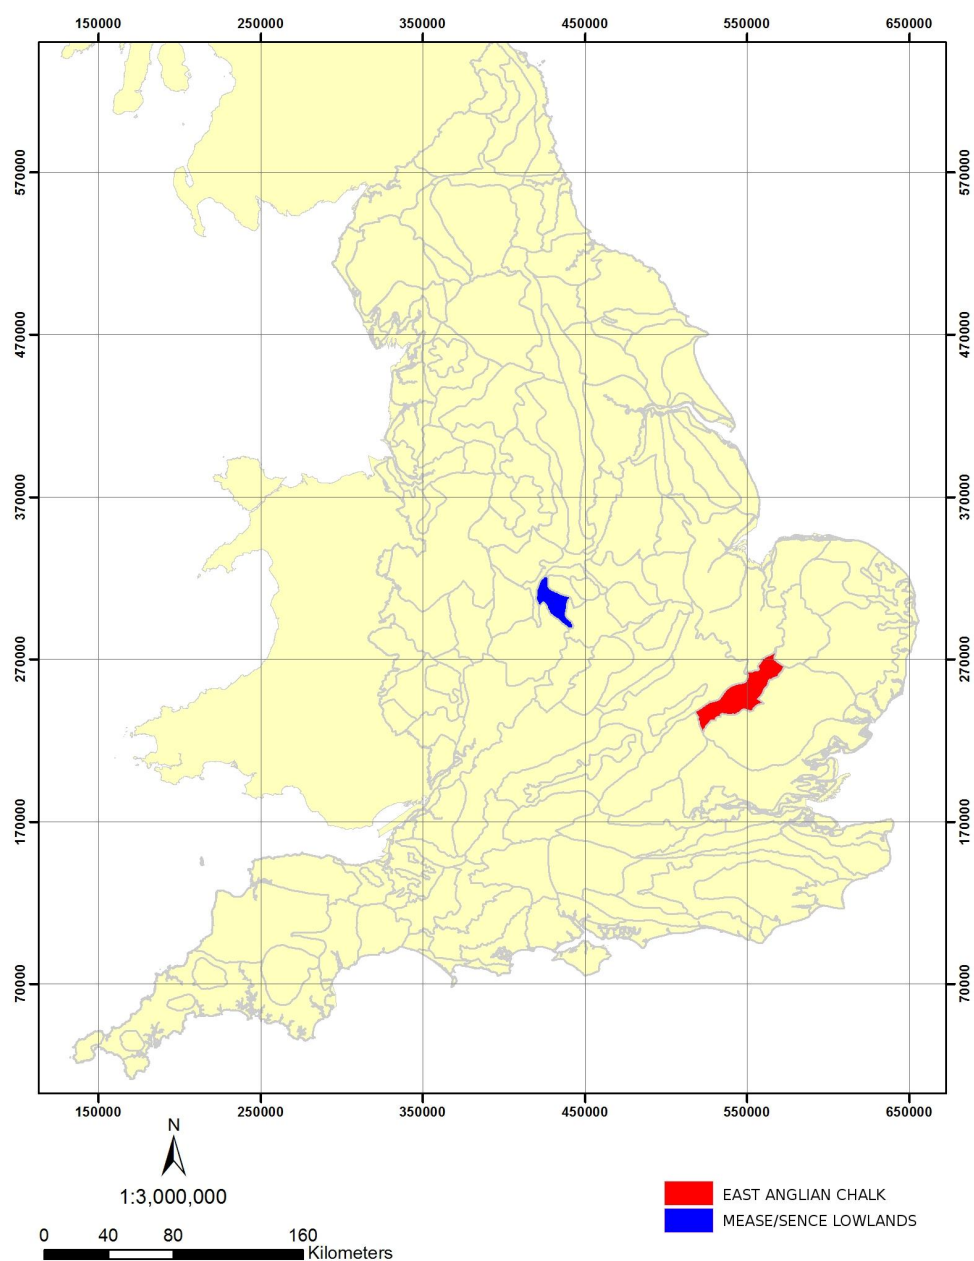 150000 250000 350000 450000 550000 650000
570000 570000
470000 470000
370000 370000
270000 270000
170000 170000
70000 70000
150000 250000 350000 450000 550000 650000
N
1:3,000,000
0 40 80 160
Kilometers
EAST ANGLIAN CHALK
MEASE/SENCE LOWLANDS